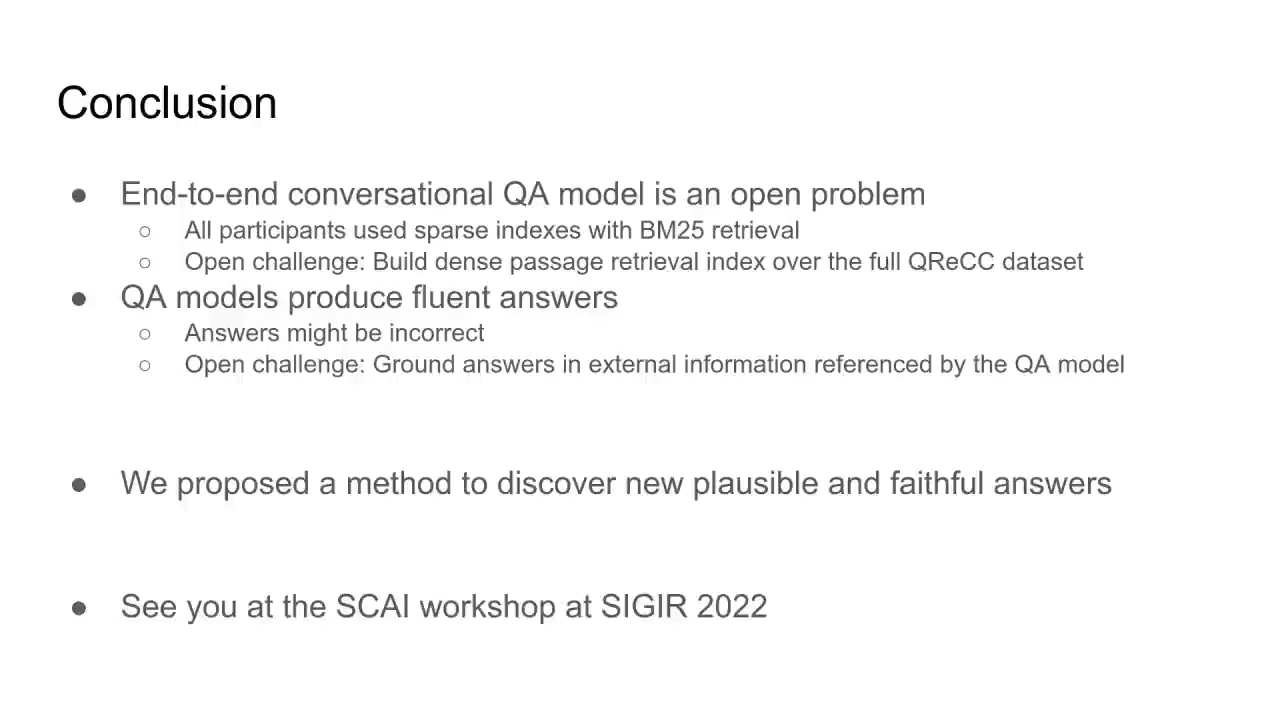 Conclusion
● End-to-end conversational QA model is an open problem
○ All participants used sparse indexes with BM25 retrieval
○ Open challenge: Build dense passage retrieval index over the full QReCC dataset
● QA models produce fluent answers
○ Answers might be incorrect
○ Open challenge: Ground answers in external information referenced by the QA model
● We proposed a method to discover new plausible and faithful answers
● See you at the SCAI workshop at SIGIR 2022